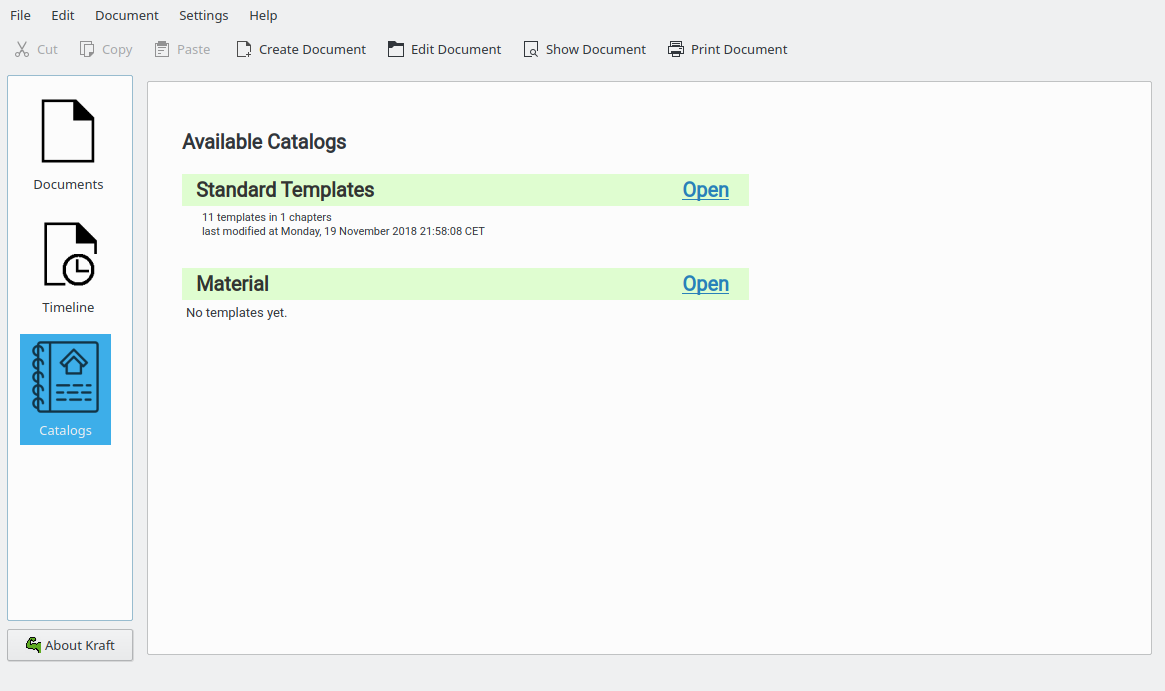 File Edit Document Settings Help
Cut Copy Paste Create Document Edit Document Show Document Print Document
Documents
Timeline
Catalogs
About Kraft
Available Catalogs
Standard Templates Open
11 templates in 1 chapters
last modified at Monday, 19 November 2018 21:58:08 CET
Material Open
No templates yet.